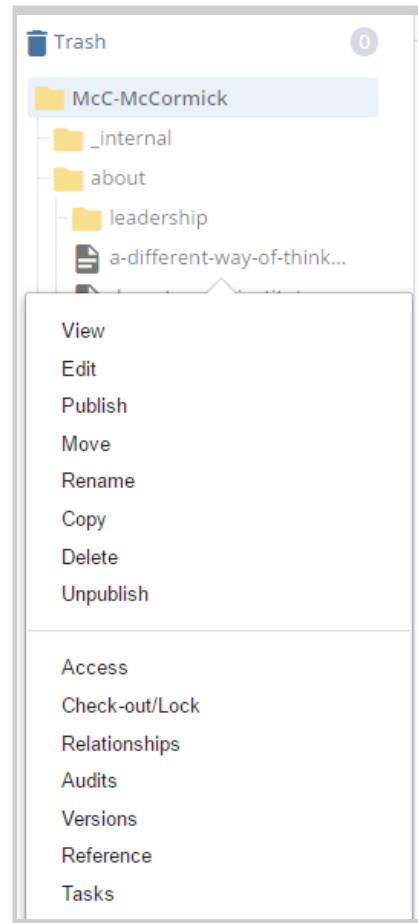 Trash 0
McC-McCormick
_internal
about
leadership
a-different-way-of-think...
View
Edit
Publish
Move
Rename
Copy
Delete
Unpublish
Access
Check-out/Lock
Relationships
Audits
Versions
Reference
Tasks